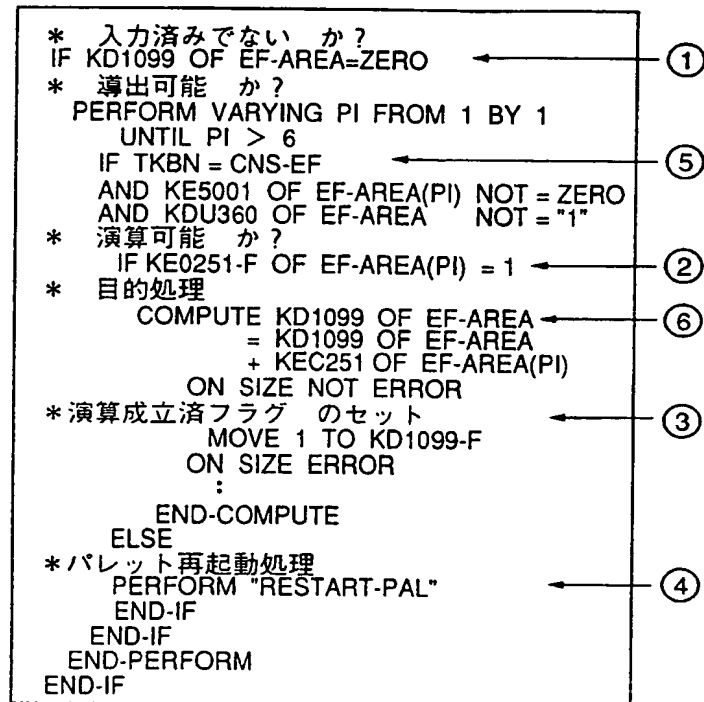 * 入力済みでない か?
IF KD1099 OF EF-AREA=ZERO ①
* 導出可能 か?
PERFORM VARYING PI FROM 1 BY 1
UNTIL PI > 6
IF TKBN = CNS-EF ⑤
AND KE5001 OF EF-AREA(PI) NOT = ZERO
AND KDU360 OF EF-AREA NOT = "1"
* 演算可能 か?
IF KE0251-F OF EF-AREA(PI) = 1 ②
* 目的処理
COMPUTE KD1099 OF EF-AREA ⑥
= KD1099 OF EF-AREA
+ KEC251 OF EF-AREA(PI)
ON SIZE NOT ERROR
*演算成立済フラグ のセット ③
MOVE 1 TO KD1099-F
ON SIZE ERROR
:
END-COMPUTE
ELSE
*パレット再起動処理
PERFORM "RESTART-PAL" ④
END-IF
END-IF
END-PERFORM
END-IF